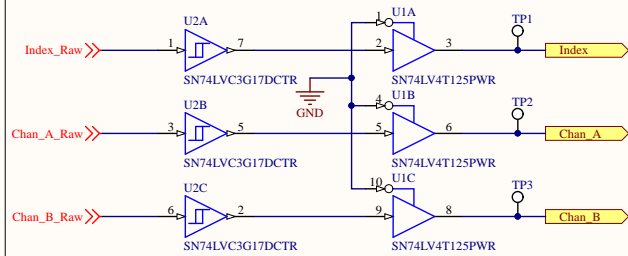 U2A
U1A
TP1
1
Index_Raw
1
7
2
3
Index
SN74LVC3G17DCTR
SN74LV4T125PWR
GND
U2B
4
U1B
TP2
Chan_A_Raw
3
5
5
6
Chan_A
SN74LVC3G17DCTR
SN74LV4T125PWR
U2C
10
U1C
TP3
Chan_B_Raw
6
2
9
8
Chan_B
SN74LVC3G17DCTR
SN74LV4T125PWR